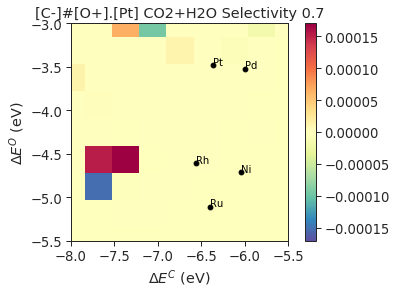 [C-]#[O+].[Pt] CO2+H2O Selectivity 0.7
−3.0
−3.5
−4.0
−4.5
−5.0
−5.5
ΔE^O (eV)
Pt
Pd
Rh
Ni
Ru
−8.0 −7.5 −7.0 −6.5 −6.0 −5.5
ΔE^C (eV)
0.00015
0.00010
0.00005
0.00000
−0.00005
−0.00010
−0.00015